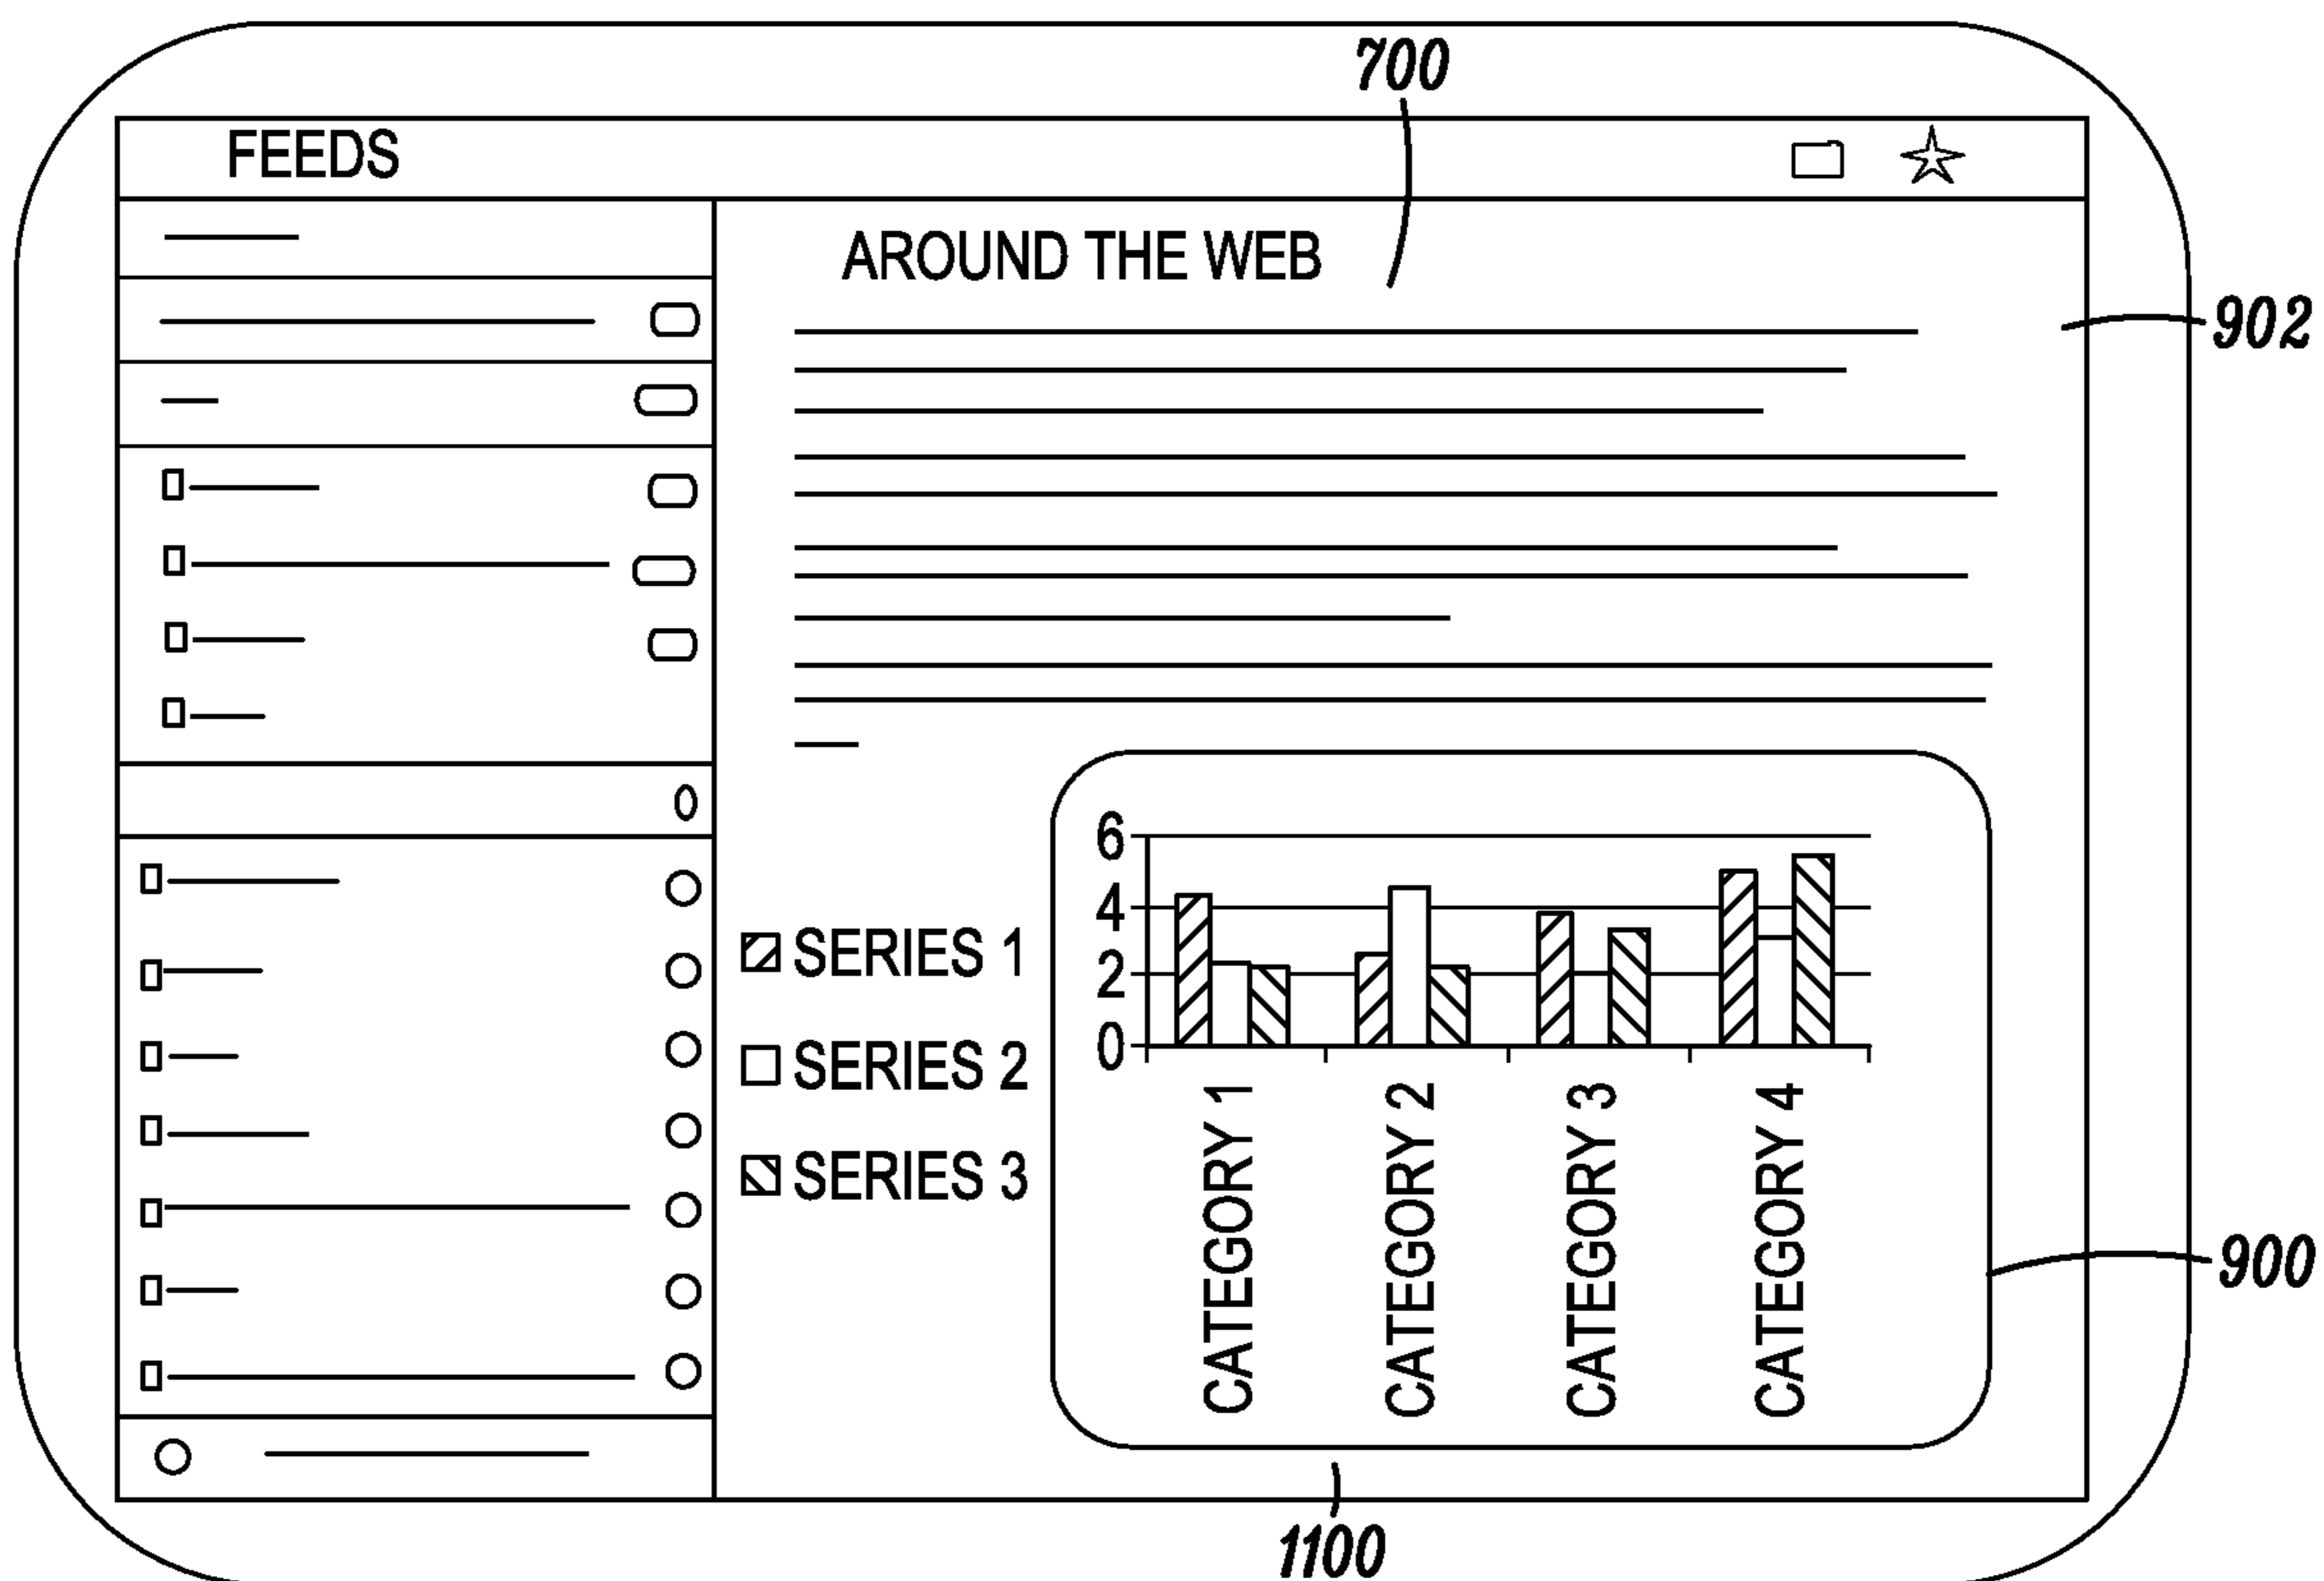 700
FEEDS
AROUND THE WEB
902
6
4
2
0
SERIES 1
SERIES 2
SERIES 3
CATEGORY 1
CATEGORY 2
CATEGORY 3
CATEGORY 4
900
1100